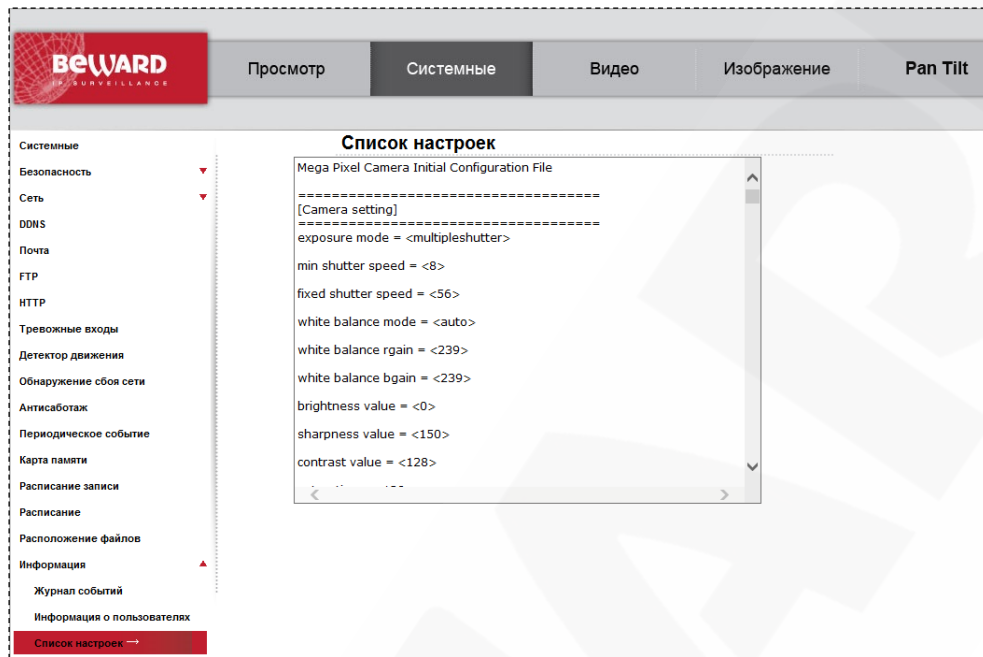 BEWARD
IP SURVEILLANCE
Просмотр
Системные
Видео
Изображение
Pan Tilt
Системные
Безопасность
Сеть
DDNS
Почта
FTP
HTTP
Тревожные входы
Детектор движения
Обнаружение сбоя сети
Антисаботаж
Периодическое событие
Карта памяти
Расписание записи
Расписание
Расположение файлов
Информация
Журнал событий
Информация о пользователях
Список настроек →
Список настроек
Mega Pixel Camera Initial Configuration File
====================================
[Camera setting]
====================================
exposure mode = <multipleshutter>
min shutter speed = <8>
fixed shutter speed = <56>
white balance mode = <auto>
white balance rgain = <239>
white balance bgain = <239>
brightness value = <0>
sharpness value = <150>
contrast value = <128>